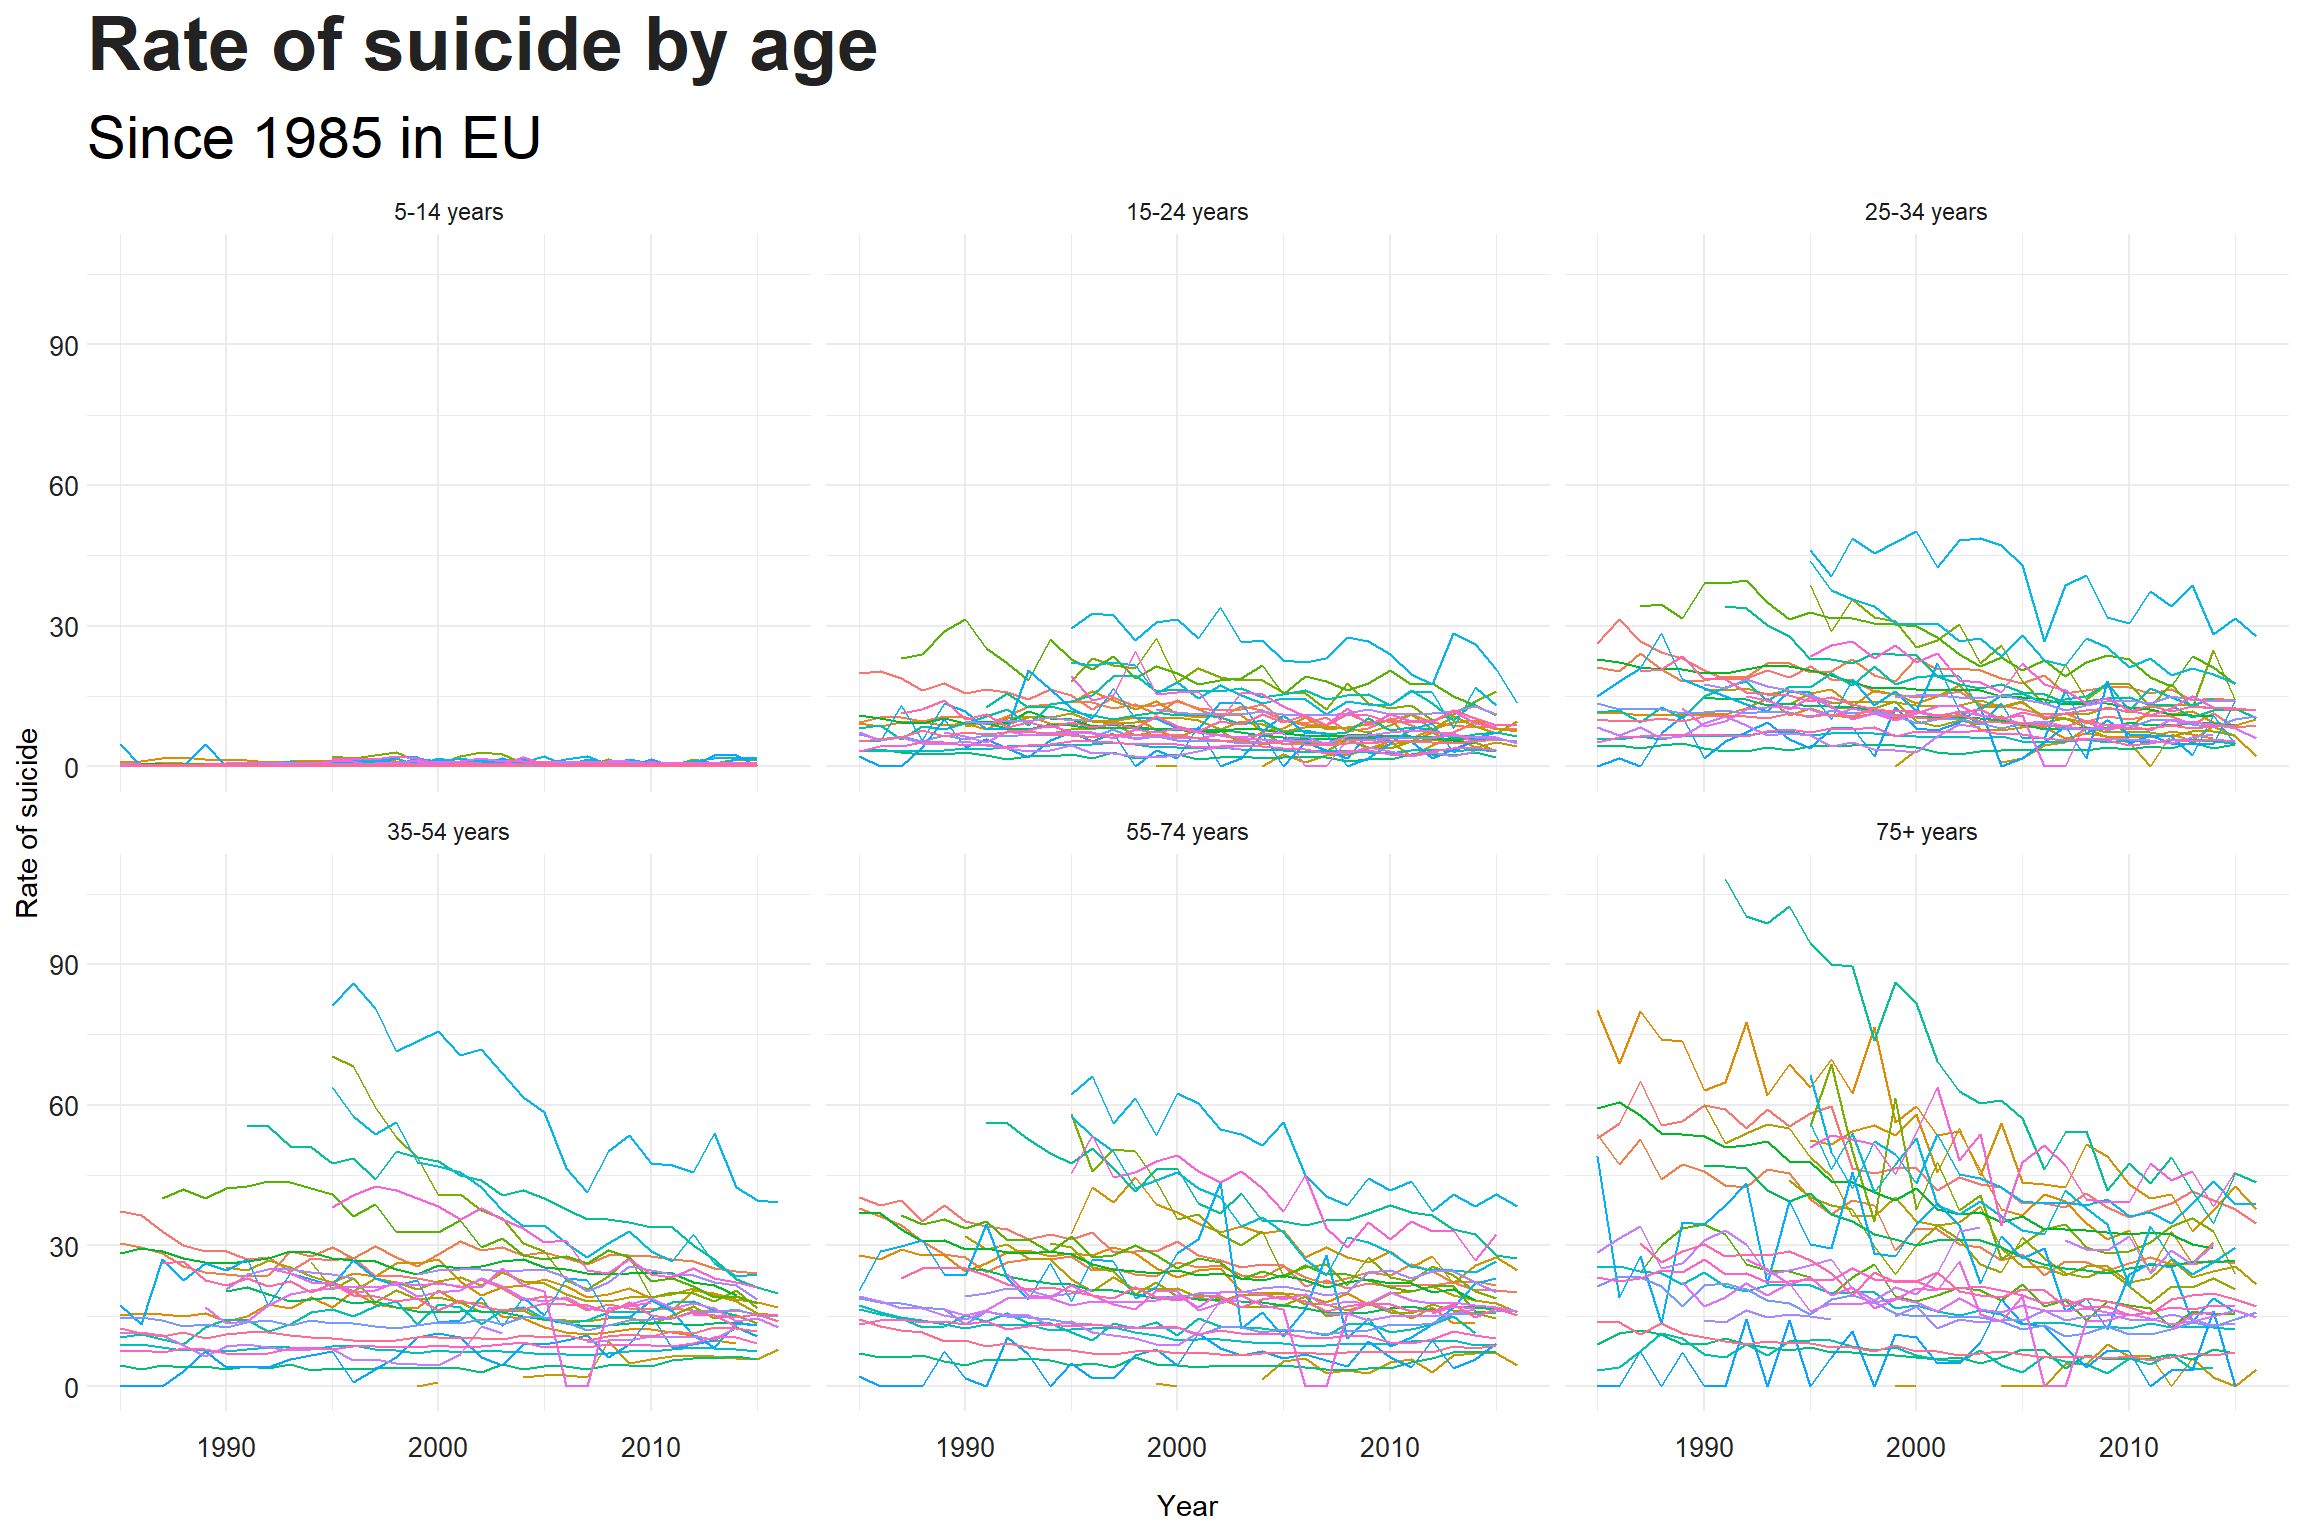 Rate of suicide by age
Since 1985 in EU
5-14 years
15-24 years
25-34 years
90
60
30
0
Rate of suicide
35-54 years
55-74 years
75+ years
90
60
30
0
1990 2000 2010 1990 2000 2010 1990 2000 2010
Year